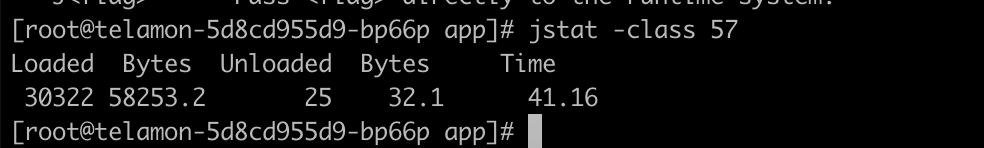 [root@telamon-5d8cd955d9-bp66p app]# jstat -class 57
Loaded  Bytes  Unloaded  Bytes     Time
 30322 58253.2       25    32.1      41.16
[root@telamon-5d8cd955d9-bp66p app]#